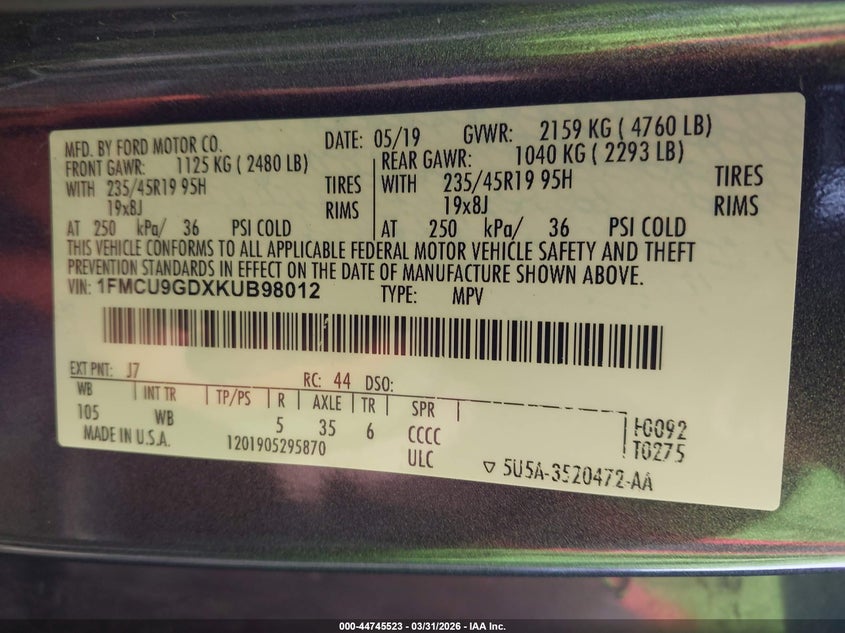 MFD. BY FORD MOTOR CO. DATE: 05/19 GVWR: 2159 KG ( 4760 LB)
FRONT GAWR: 1125 KG ( 2480 LB) REAR GAWR: 1040 KG ( 2293 LB)
WITH 235/45R19 95H TIRES WITH 235/45R19 95H TIRES
19x8J RIMS 19x8J RIMS
AT 250 kPa/ 36 PSI COLD AT 250 kPa/ 36 PSI COLD
THIS VEHICLE CONFORMS TO ALL APPLICABLE FEDERAL MOTOR VEHICLE SAFETY AND THEFT
PREVENTION STANDARDS IN EFFECT ON THE DATE OF MANUFACTURE SHOWN ABOVE.
VIN: 1FMCU9GDXKUB98012 TYPE: MPV
EXT PNT: J7 RC: 44 DSO:
WB INT TR TP/PS R AXLE TR SPR
105 WB 5 35 6 CCCC F0092
MADE IN U.S.A. 1201905295870 ULC T0275
5U5A-3520472-AA
000-44745523 - 03/31/2026 - IAA Inc.